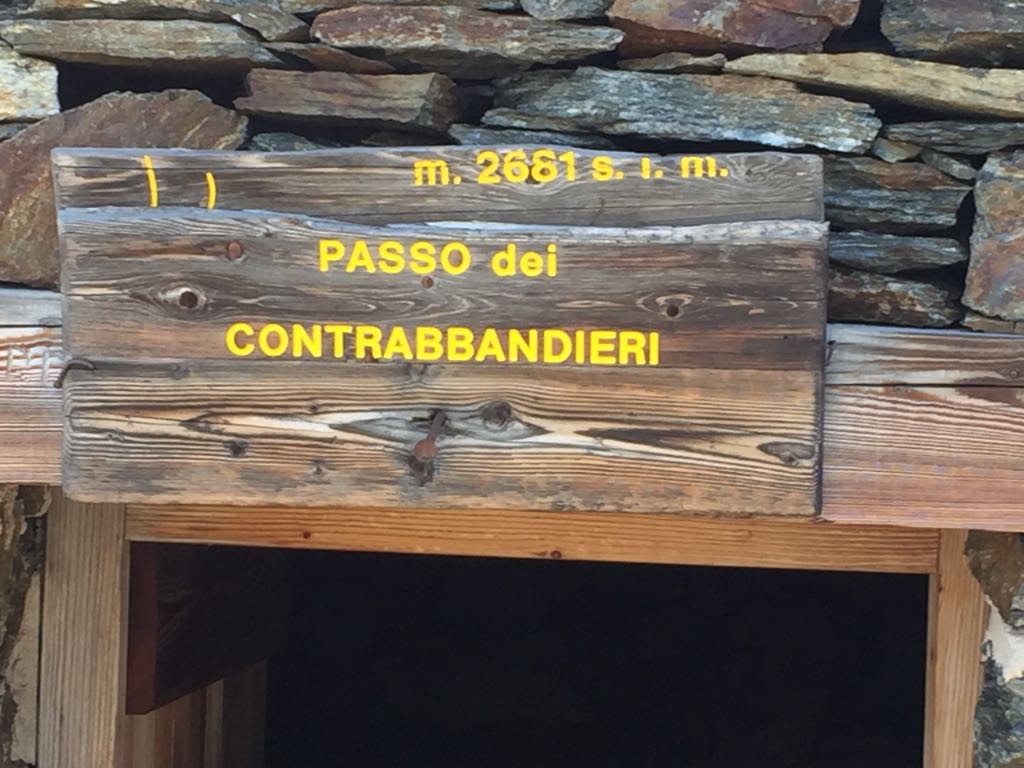 m. 2681 s. l. m.
PASSO dei
CONTRABBANDIERI